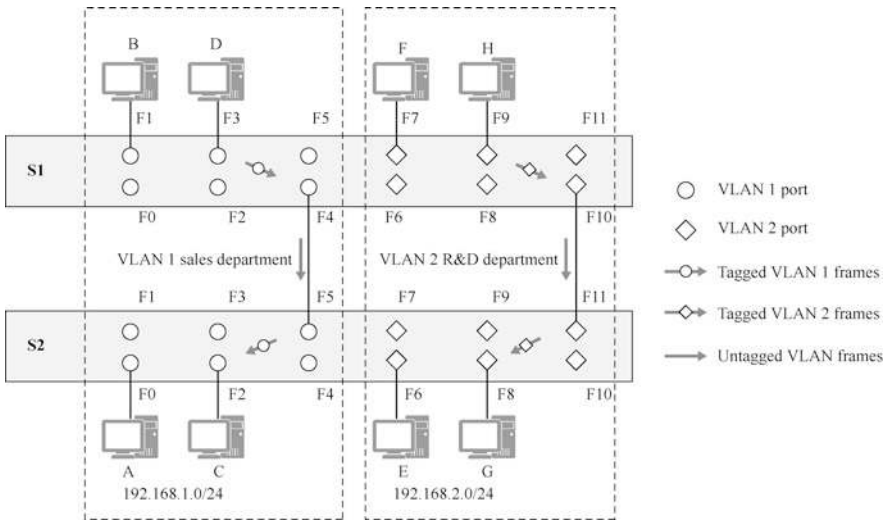 B D F H
F1 F3 F5 F7 F9 F11
S1
F0 F2 F4 F6 F8 F10
VLAN 1 sales department VLAN 2 R&D department
F1 F3 F5 F7 F9 F11
S2
F0 F2 F4 F6 F8 F10
A C E G
192.168.1.0/24 192.168.2.0/24
VLAN 1 port
VLAN 2 port
Tagged VLAN 1 frames
Tagged VLAN 2 frames
Untagged VLAN frames